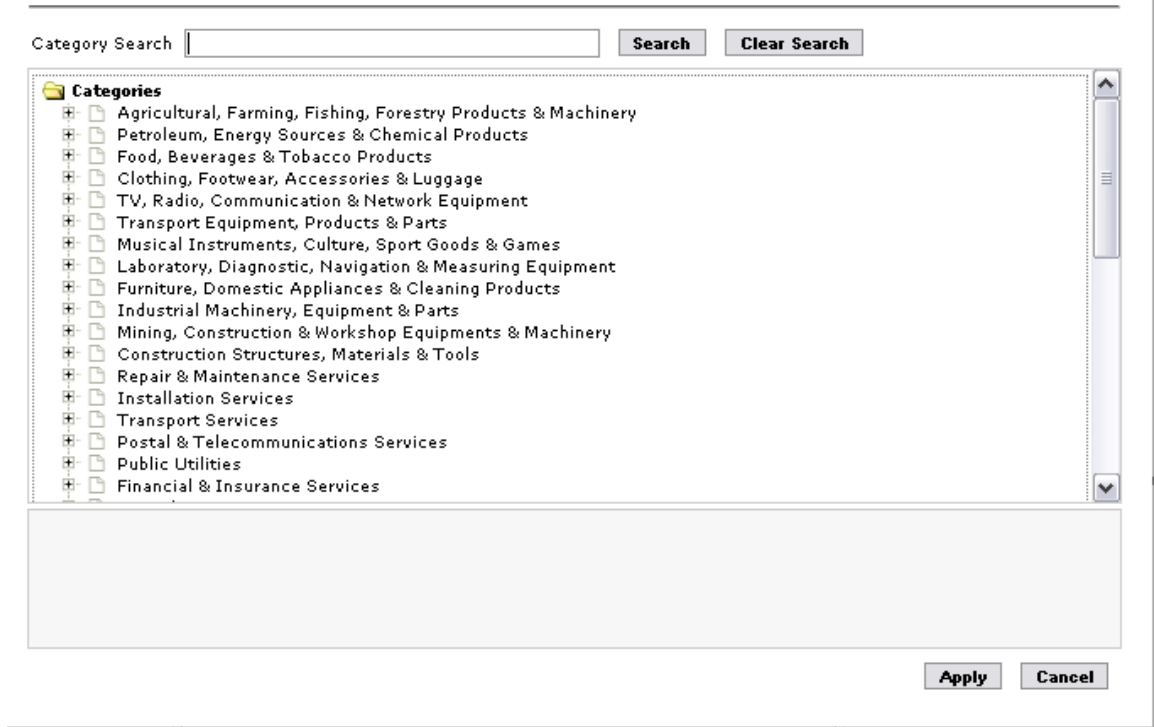 Category Search
Search
Clear Search
Categories
Agricultural, Farming, Fishing, Forestry Products & Machinery
Petroleum, Energy Sources & Chemical Products
Food, Beverages & Tobacco Products
Clothing, Footwear, Accessories & Luggage
TV, Radio, Communication & Network Equipment
Transport Equipment, Products & Parts
Musical Instruments, Culture, Sport Goods & Games
Laboratory, Diagnostic, Navigation & Measuring Equipment
Furniture, Domestic Appliances & Cleaning Products
Industrial Machinery, Equipment & Parts
Mining, Construction & Workshop Equipments & Machinery
Construction Structures, Materials & Tools
Repair & Maintenance Services
Installation Services
Transport Services
Postal & Telecommunications Services
Public Utilities
Financial & Insurance Services
Apply
Cancel